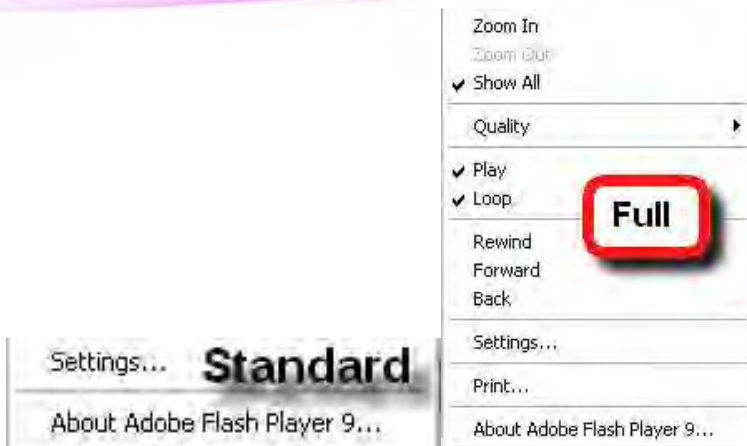 Zoom In
Zoom Out
Show All
Quality
Play
Loop
Full
Rewind
Forward
Back
Settings...
Print...
About Adobe Flash Player 9...
Settings...
Standard
About Adobe Flash Player 9...